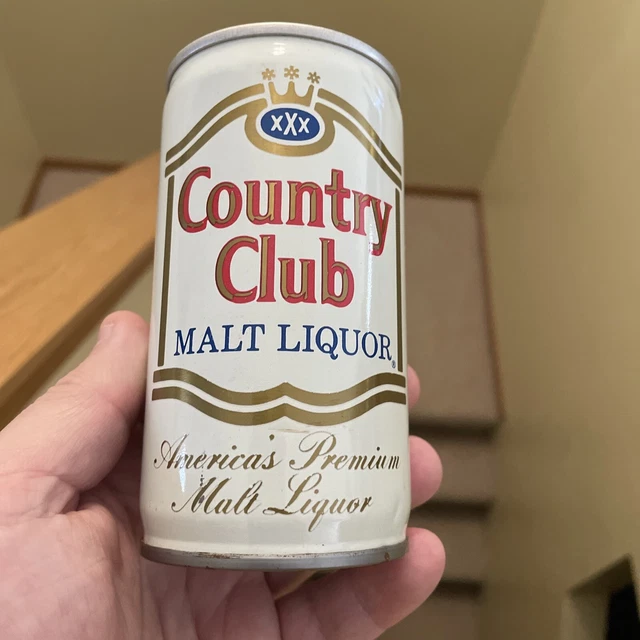 xXx
Country
Club
MALT LIQUOR®
America's Premium
Malt Liquor